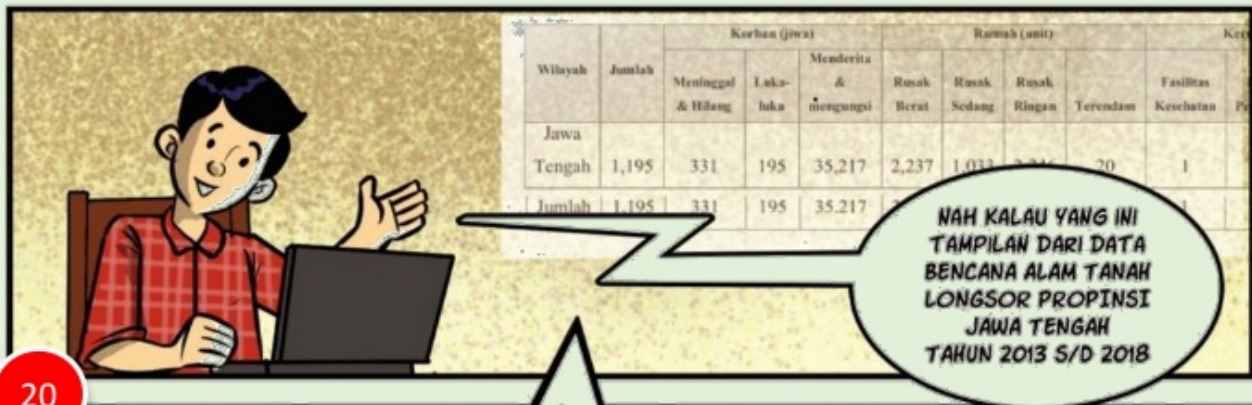 Korban (jiwa) Rumah (unit)
Wilayah Jumlah Meninggal & Hilang Luka-luka Menderita & mengungsi Rusak Berat Rusak Sedang Rusak Ringan Terendam Fasilitas Kesehatan
Jawa
Tengah 1,195 331 195 35,217 2,237 1,033 20 1
Jumlah 1,195 331 195 35.217
NAH KALAU YANG INI
TAMPILAN DARI DATA
BENCANA ALAM TANAH
LONGSOR PROPINSI
JAWA TENGAH
TAHUN 2013 S/D 2018
20